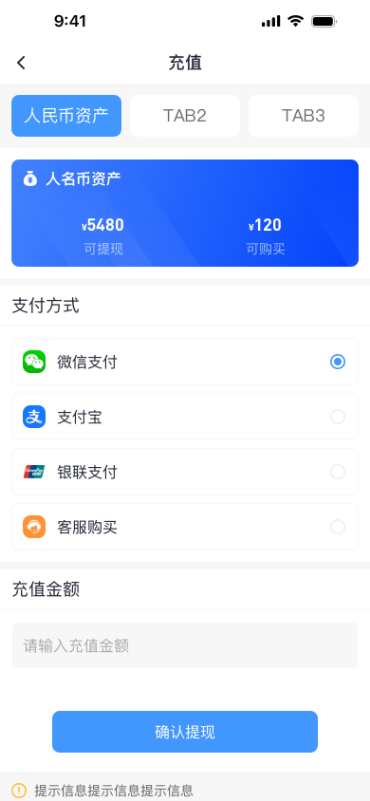 9:41
充值
人民币资产 TAB2 TAB3
人名币资产
¥5480 ¥120
可提现 可购买
支付方式
微信支付
支付宝
银联支付
客服购买
充值金额
请输入充值金额
确认提现
提示信息提示信息提示信息